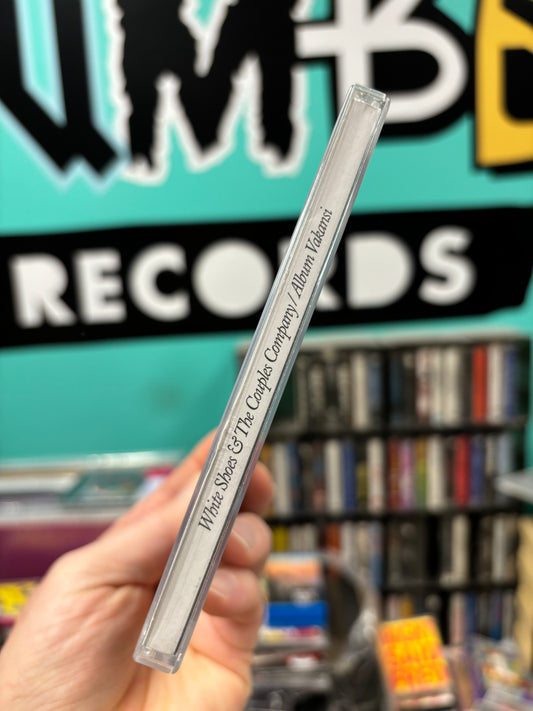 RECORDS
White Shoes & The Couples Company / Album Vakansi